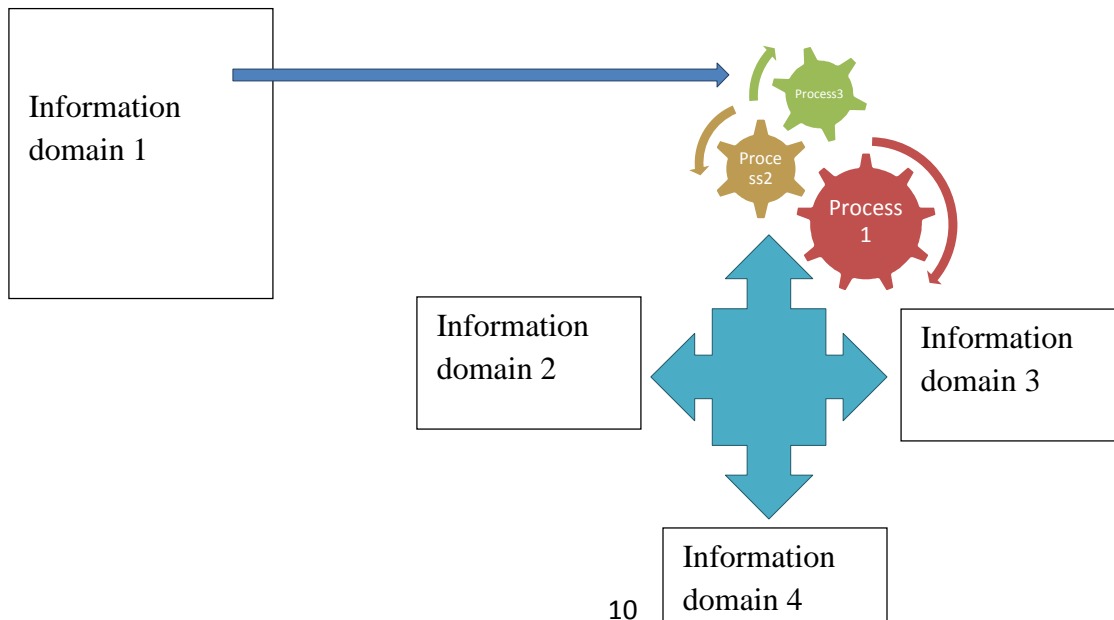 Information
domain 1
Process3
Proce
ss2
Process
1
Information
domain 2
Information
domain 3
Information
domain 4
10